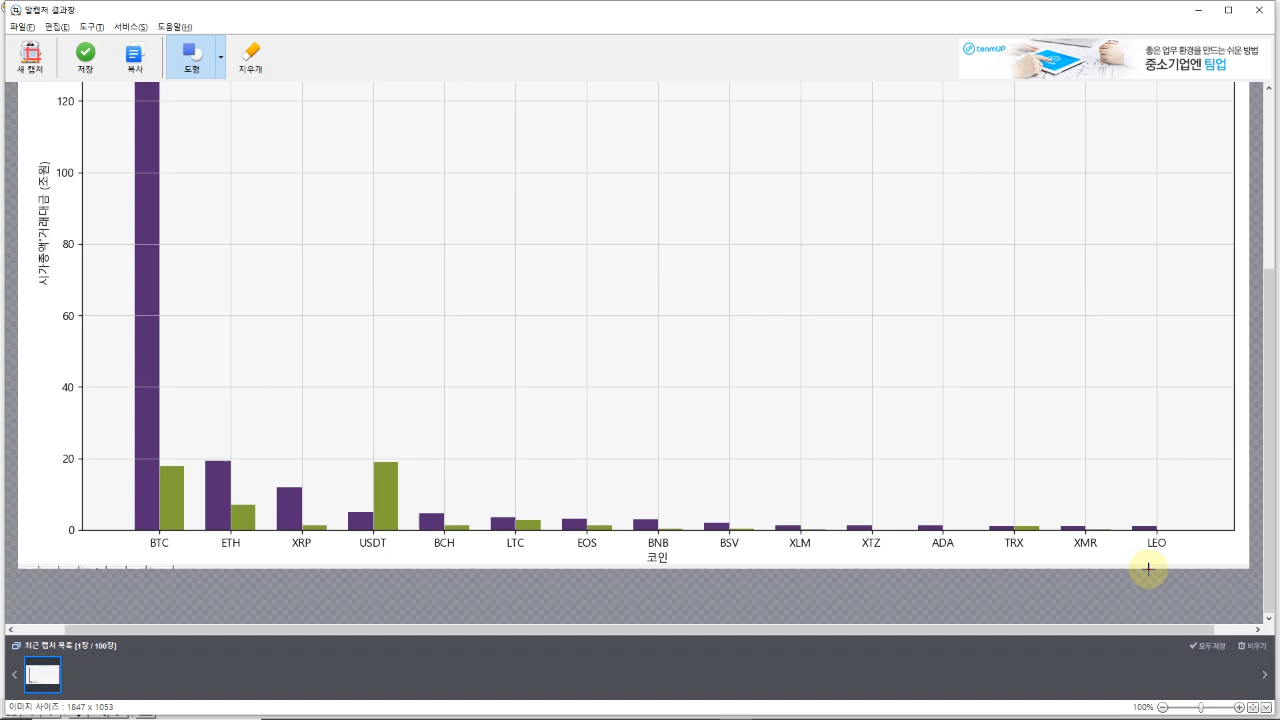 알캡처 결과창
파일(F) 편집(E) 도구(T) 서비스(S) 도움말(H)
새 캡처 저장 복사 도형 지우개
teamUP 좋은 업무 환경을 만드는 쉬운 방법
중소기업엔 팀업
시가총액*거래대금 (조원)
120
100
80
60
40
20
0
BTC ETH XRP USDT BCH LTC EOS BNB BSV XLM XTZ ADA TRX XMR LEO
코인
최근 캡처 목록 [1장 / 100장] 모두저장 비우기
이미지 사이즈 : 1847 x 1053 100%